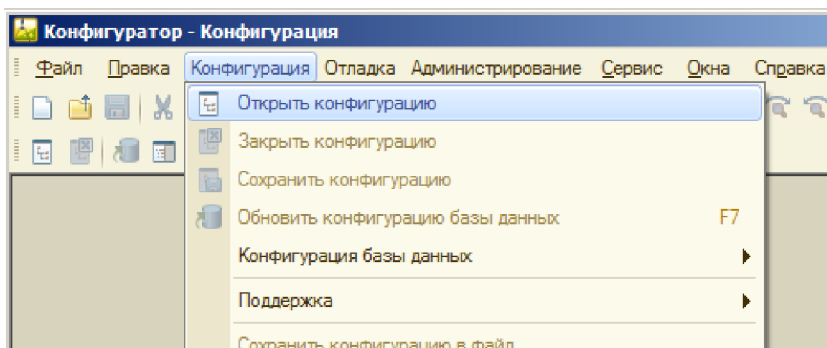 Конфигуратор - Конфигурация
Файл Правка Конфигурация Отладка Администрирование Сервис Окна Справка
Открыть конфигурацию
Закрыть конфигурацию
Сохранить конфигурацию
Обновить конфигурацию базы данных F7
Конфигурация базы данных
Поддержка
Сохранить конфигурацию в файл